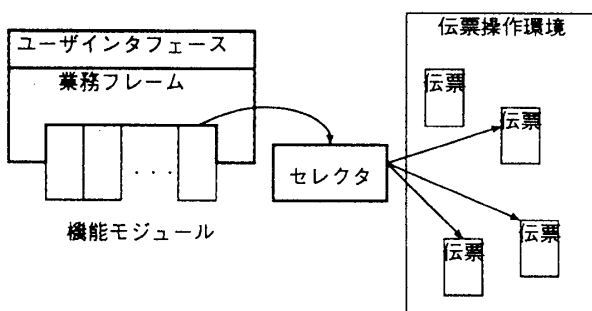 ユーザインタフェース
業務フレーム
...
機能モジュール
セレクタ
伝票操作環境
伝票
伝票
伝票
伝票